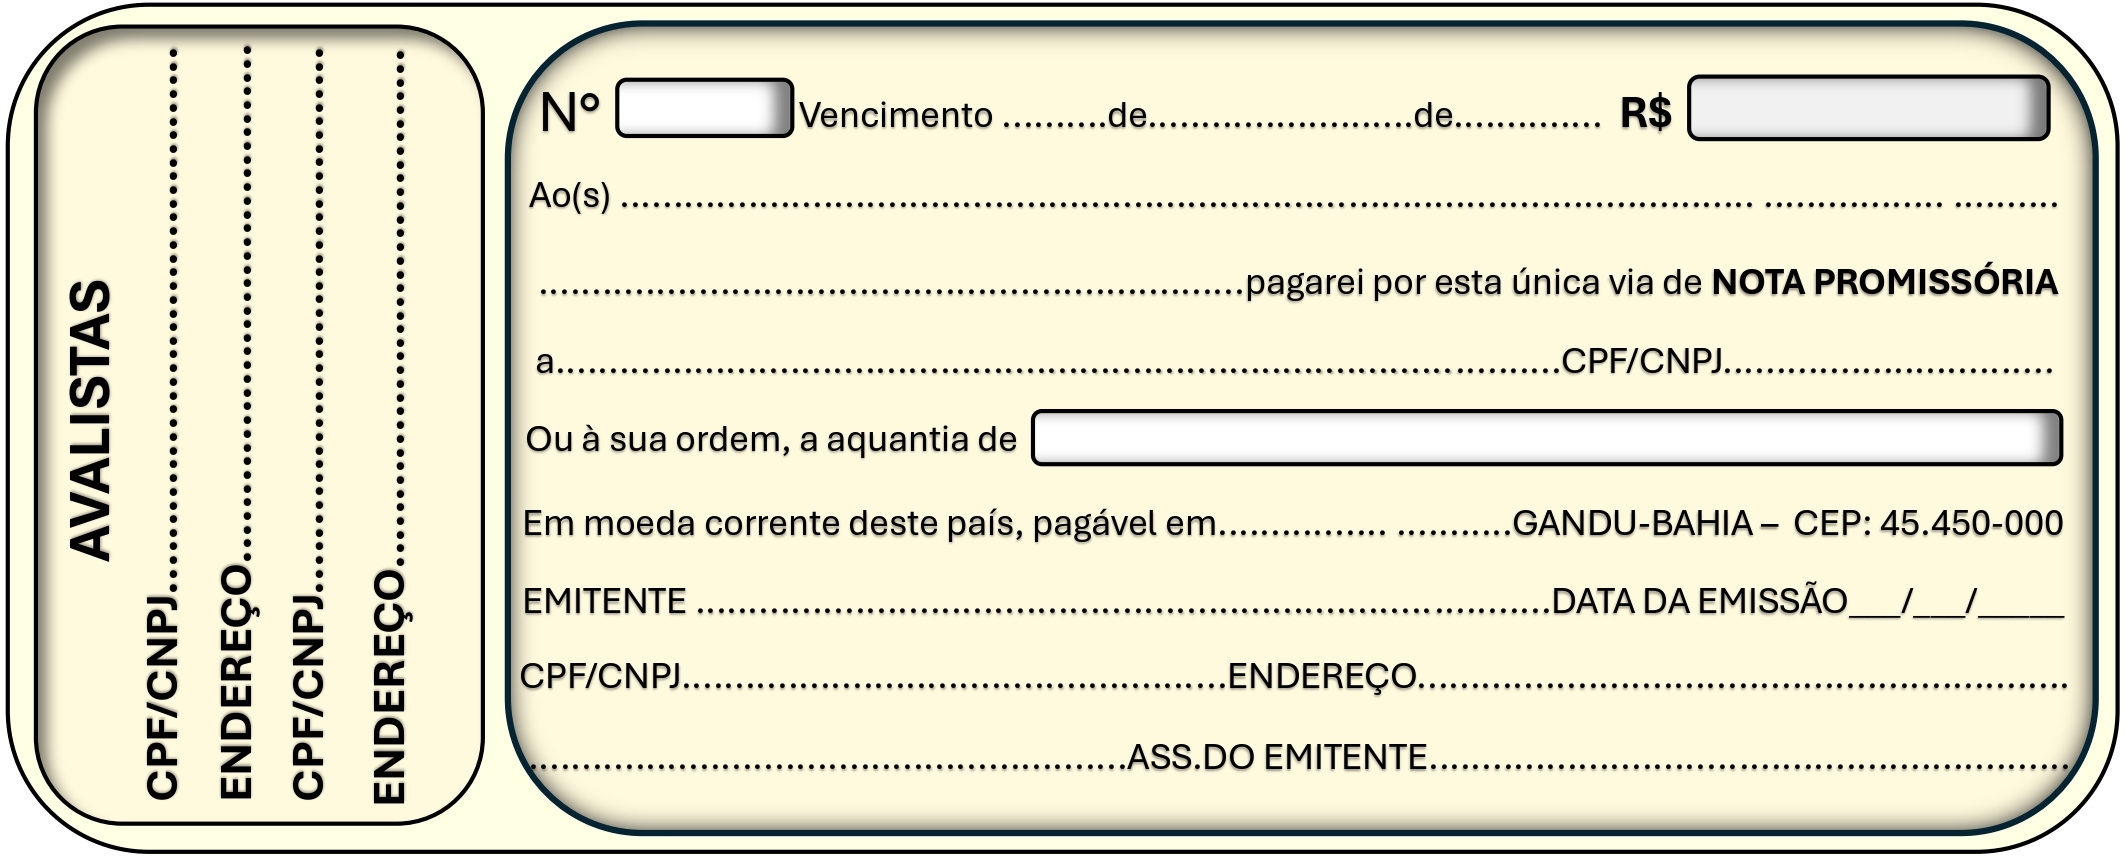 AVALISTAS
CPF/CNPJ..........................................
ENDEREÇO..........................................
CPF/CNPJ..........................................
ENDEREÇO..........................................
N° Vencimento ..........de.........................de.............. R$
Ao(s) ............................................................................................................. ................. ..........
...................................................................pagarei por esta única via de NOTA PROMISSÓRIA
a................................................................................................CPF/CNPJ...............................
Ou à sua ordem, a aquantia de
Em moeda corrente deste país, pagável em................ ...........GANDU-BAHIA – CEP: 45.450-000
EMITENTE .................................................................................DATA DA EMISSÃO___/___/_____
CPF/CNPJ....................................................ENDEREÇO..............................................................
.........................................................ASS.DO EMITENTE.............................................................